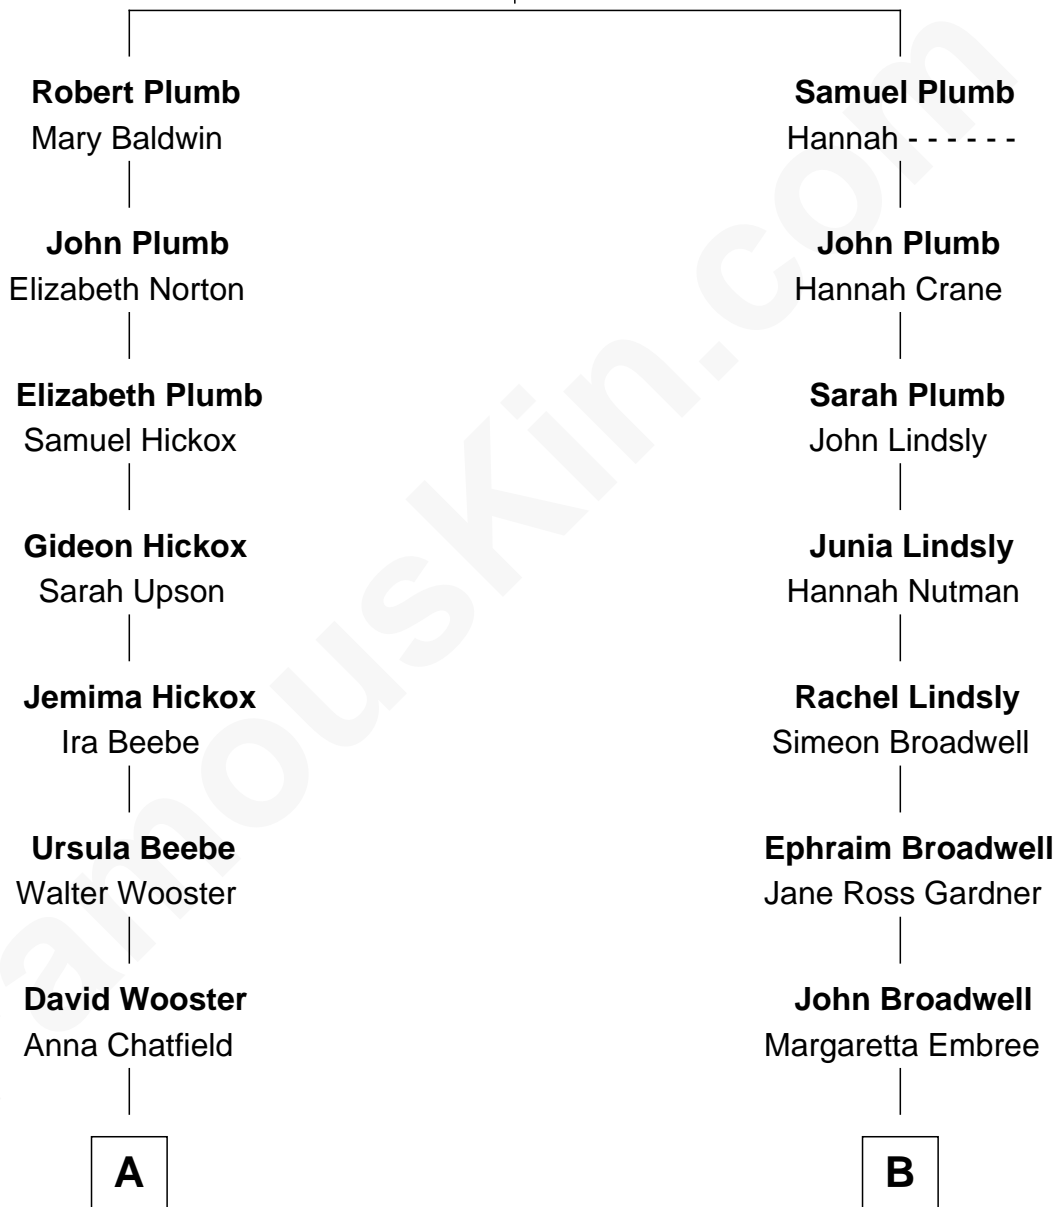 Robert Plumb
Mary Baldwin
Samuel Plumb
Hannah - - - - - -
John Plumb
Elizabeth Norton
John Plumb
Hannah Crane
Elizabeth Plumb
Samuel Hickox
Sarah Plumb
John Lindsly
Gideon Hickox
Sarah Upson
Junia Lindsly
Hannah Nutman
Jemima Hickox
Ira Beebe
Rachel Lindsly
Simeon Broadwell
Ursula Beebe
Walter Wooster
Ephraim Broadwell
Jane Ross Gardner
David Wooster
Anna Chatfield
John Broadwell
Margaretta Embree
A
B
amouskin.com